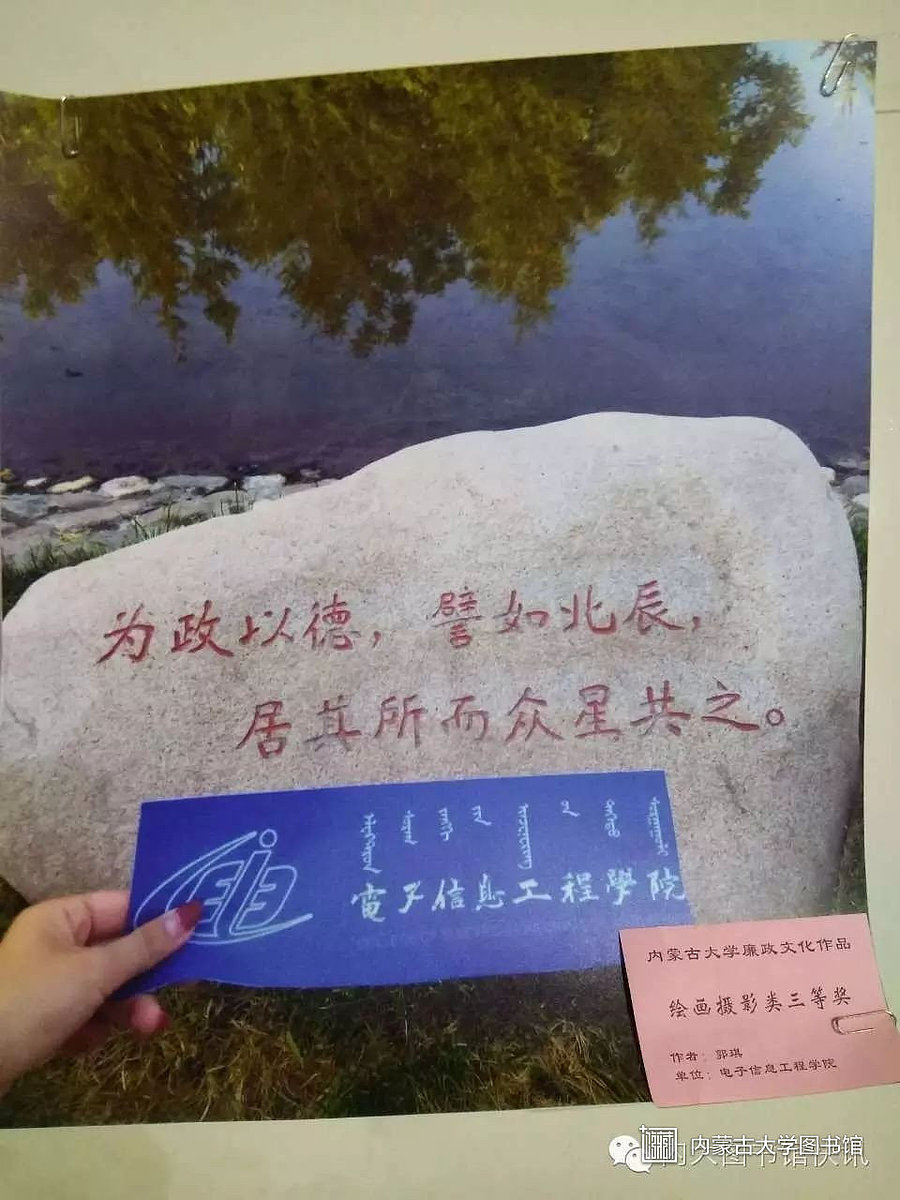 为政以德，譬如北辰，
居其所而众星共之。
電子信息工程學院
内蒙古大学廉政文化作品
绘画摄影类三等奖
作者：郭琪
单位：电子信息工程学院
内蒙古大学图书馆